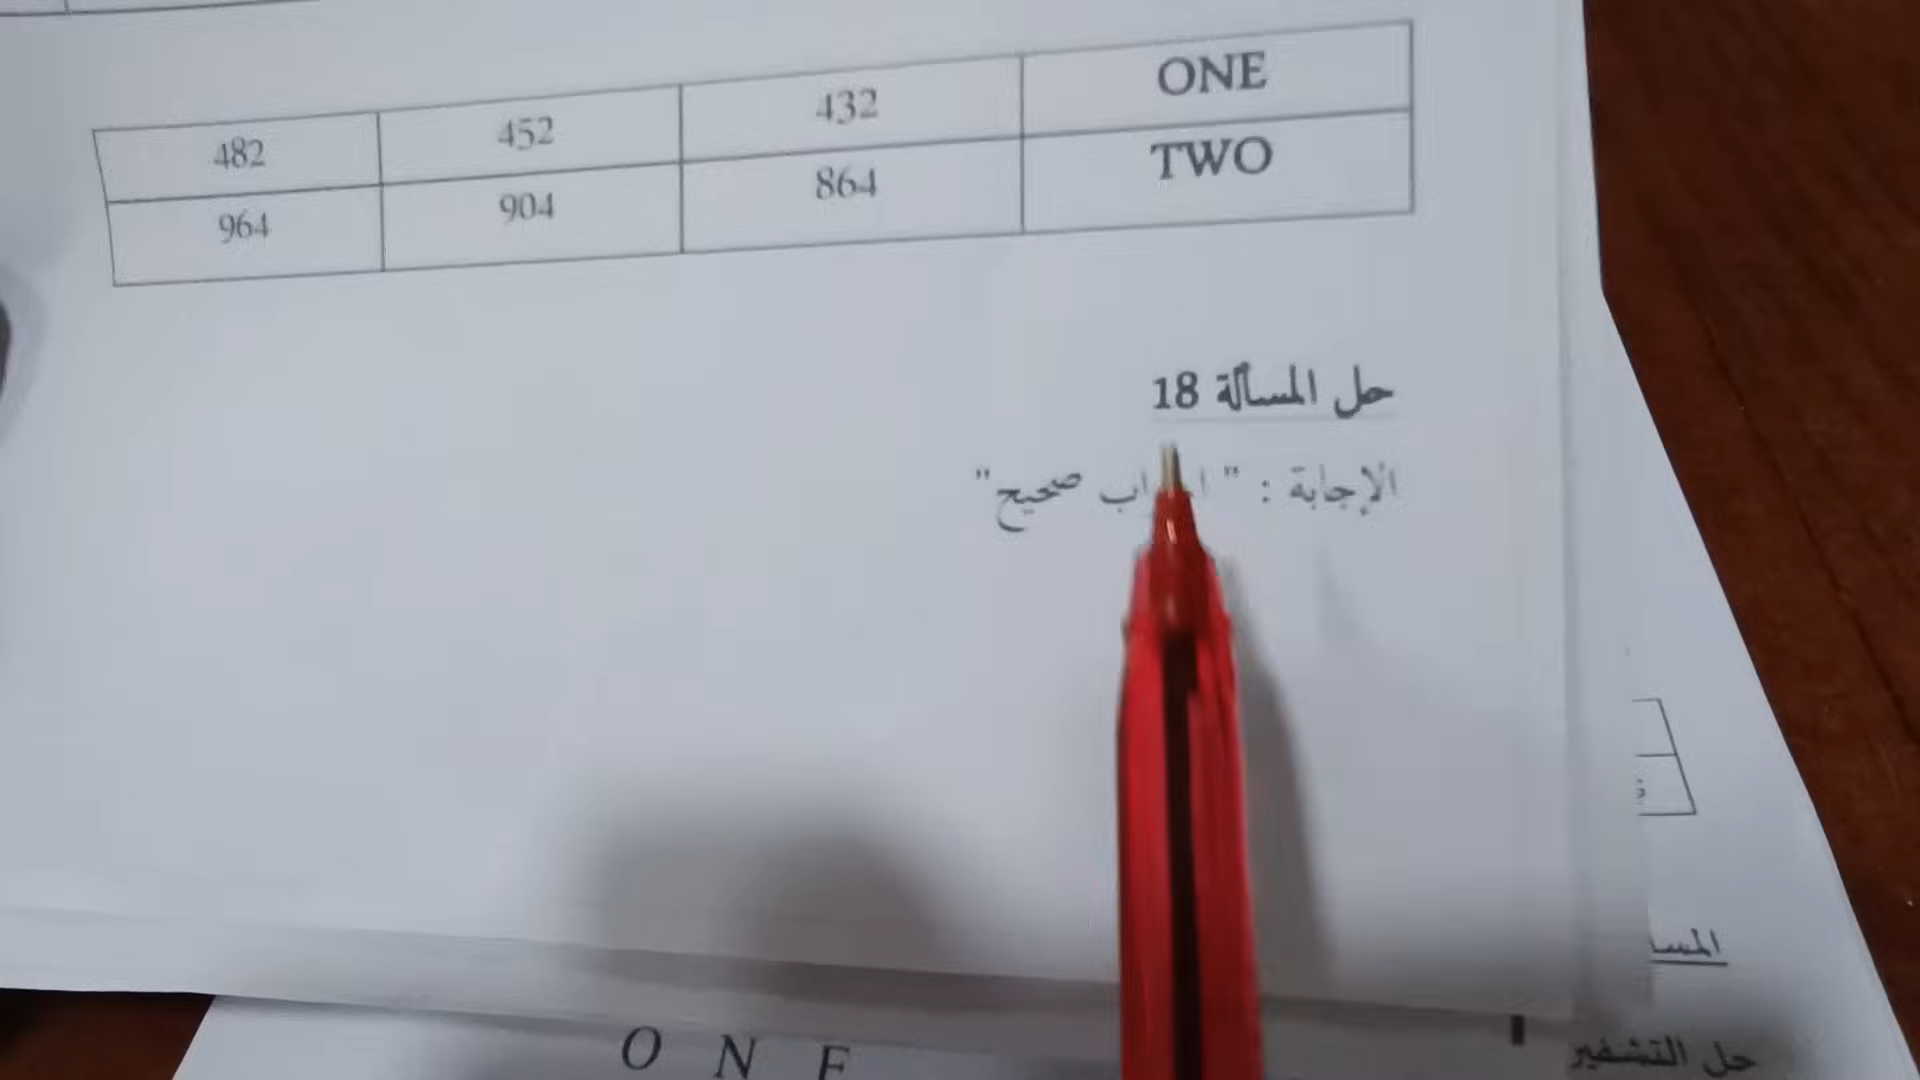 ONE 432 452 482
TWO 864 904 964
حل المسألة 18
الإجابة : " صحيح"
حل التشفير
O N E